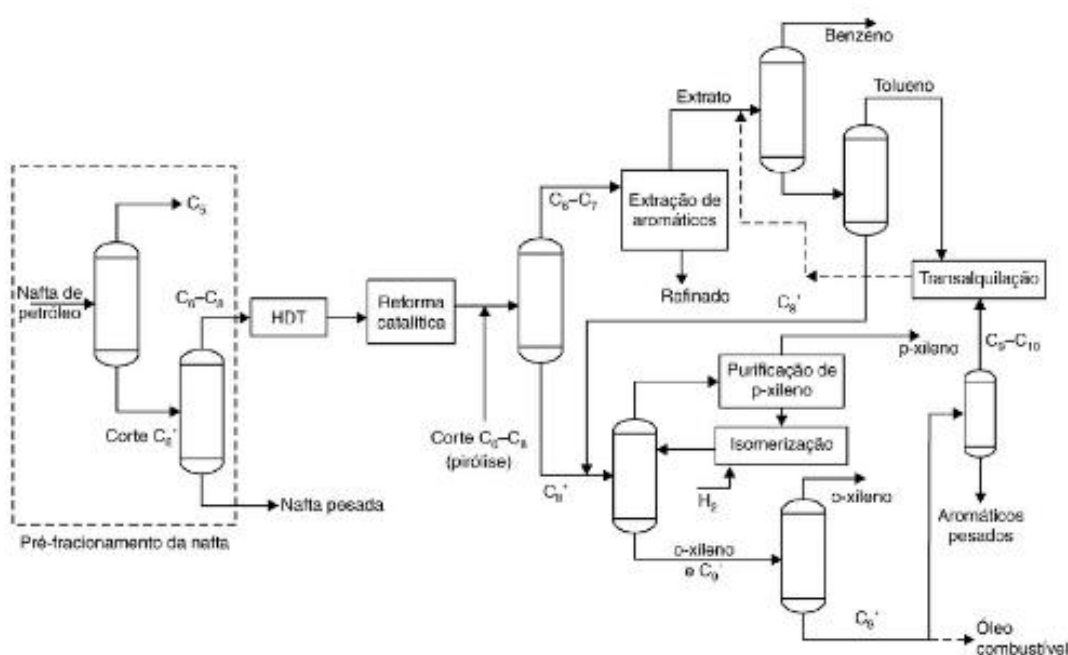 Benzeno
Extrato
Tolueno
C₅
C₆–C₇
Extração de
aromáticos
Nafta de
petróleo
C₆–C₈
HDT
Reforma
catalítica
Rafinado
Transalquilação
C₈⁺
p-xileno
C₉–C₁₀
Purificação de
p-xileno
Corte C₆⁺
Corte C₆–C₈
(pirólise)
Isomerização
C₈⁺
H₂
Nafta pesada
o-xileno
Aromáticos
pesados
Pré-fracionamento da nafta
o-xileno
e C₉⁺
C₉⁺
Óleo
combustível